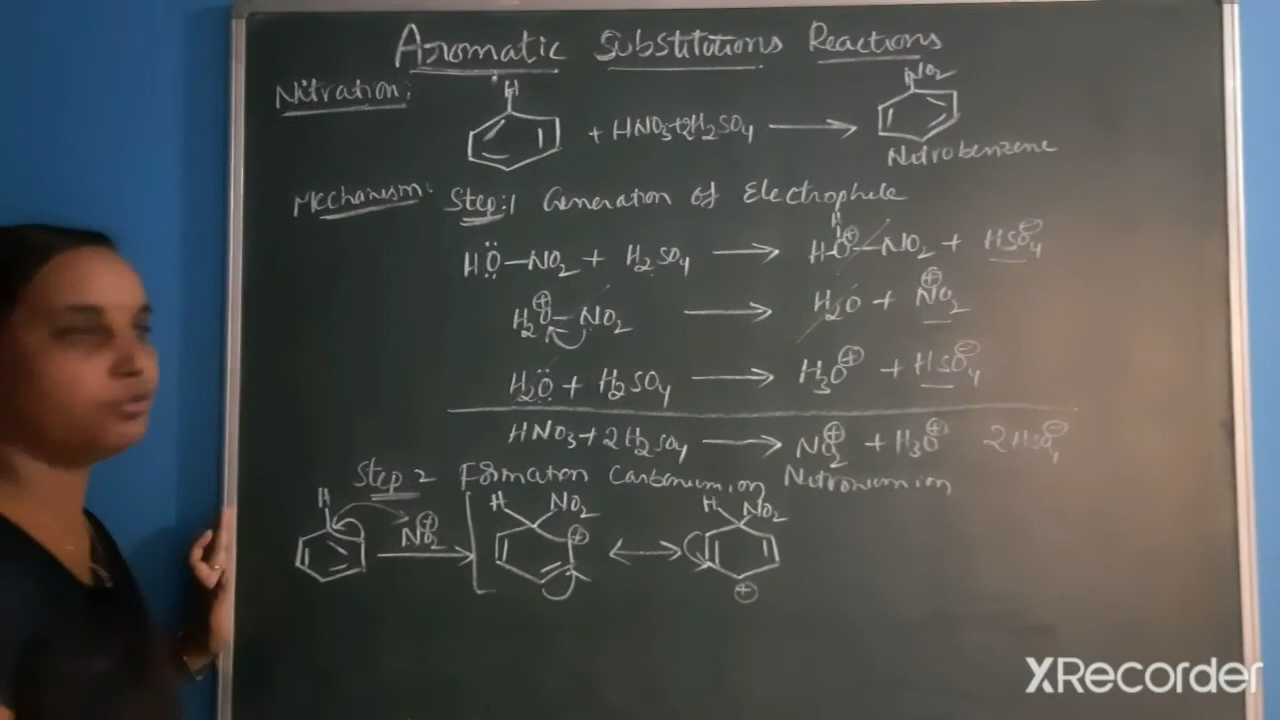 Aromatic Substitutions Reactions
Nitration:
H NO2
+ HNO3+2H2SO4 ⟶
Nitrobenzene
Mechanism: Step:1 Generation of Electrophile
HÖ–NO2 + H2SO4 ⟶ H–O⊕(H)–NO2 + HSO4⊖
H2O⊕–NO2 ⟶ H2O + N⊕O2
H2Ö + H2SO4 ⟶ H3O⊕ + HSO4⊖
HNO3+2H2SO4 ⟶ NO2⊕ + H3O⊕ 2HSO4⊖
Step 2 Formation Carbonium ion Nitronium ion
H NO2⊕ ⟶ [ H NO2 ⊕ ⟷ H NO2 ⊕
XRecorder